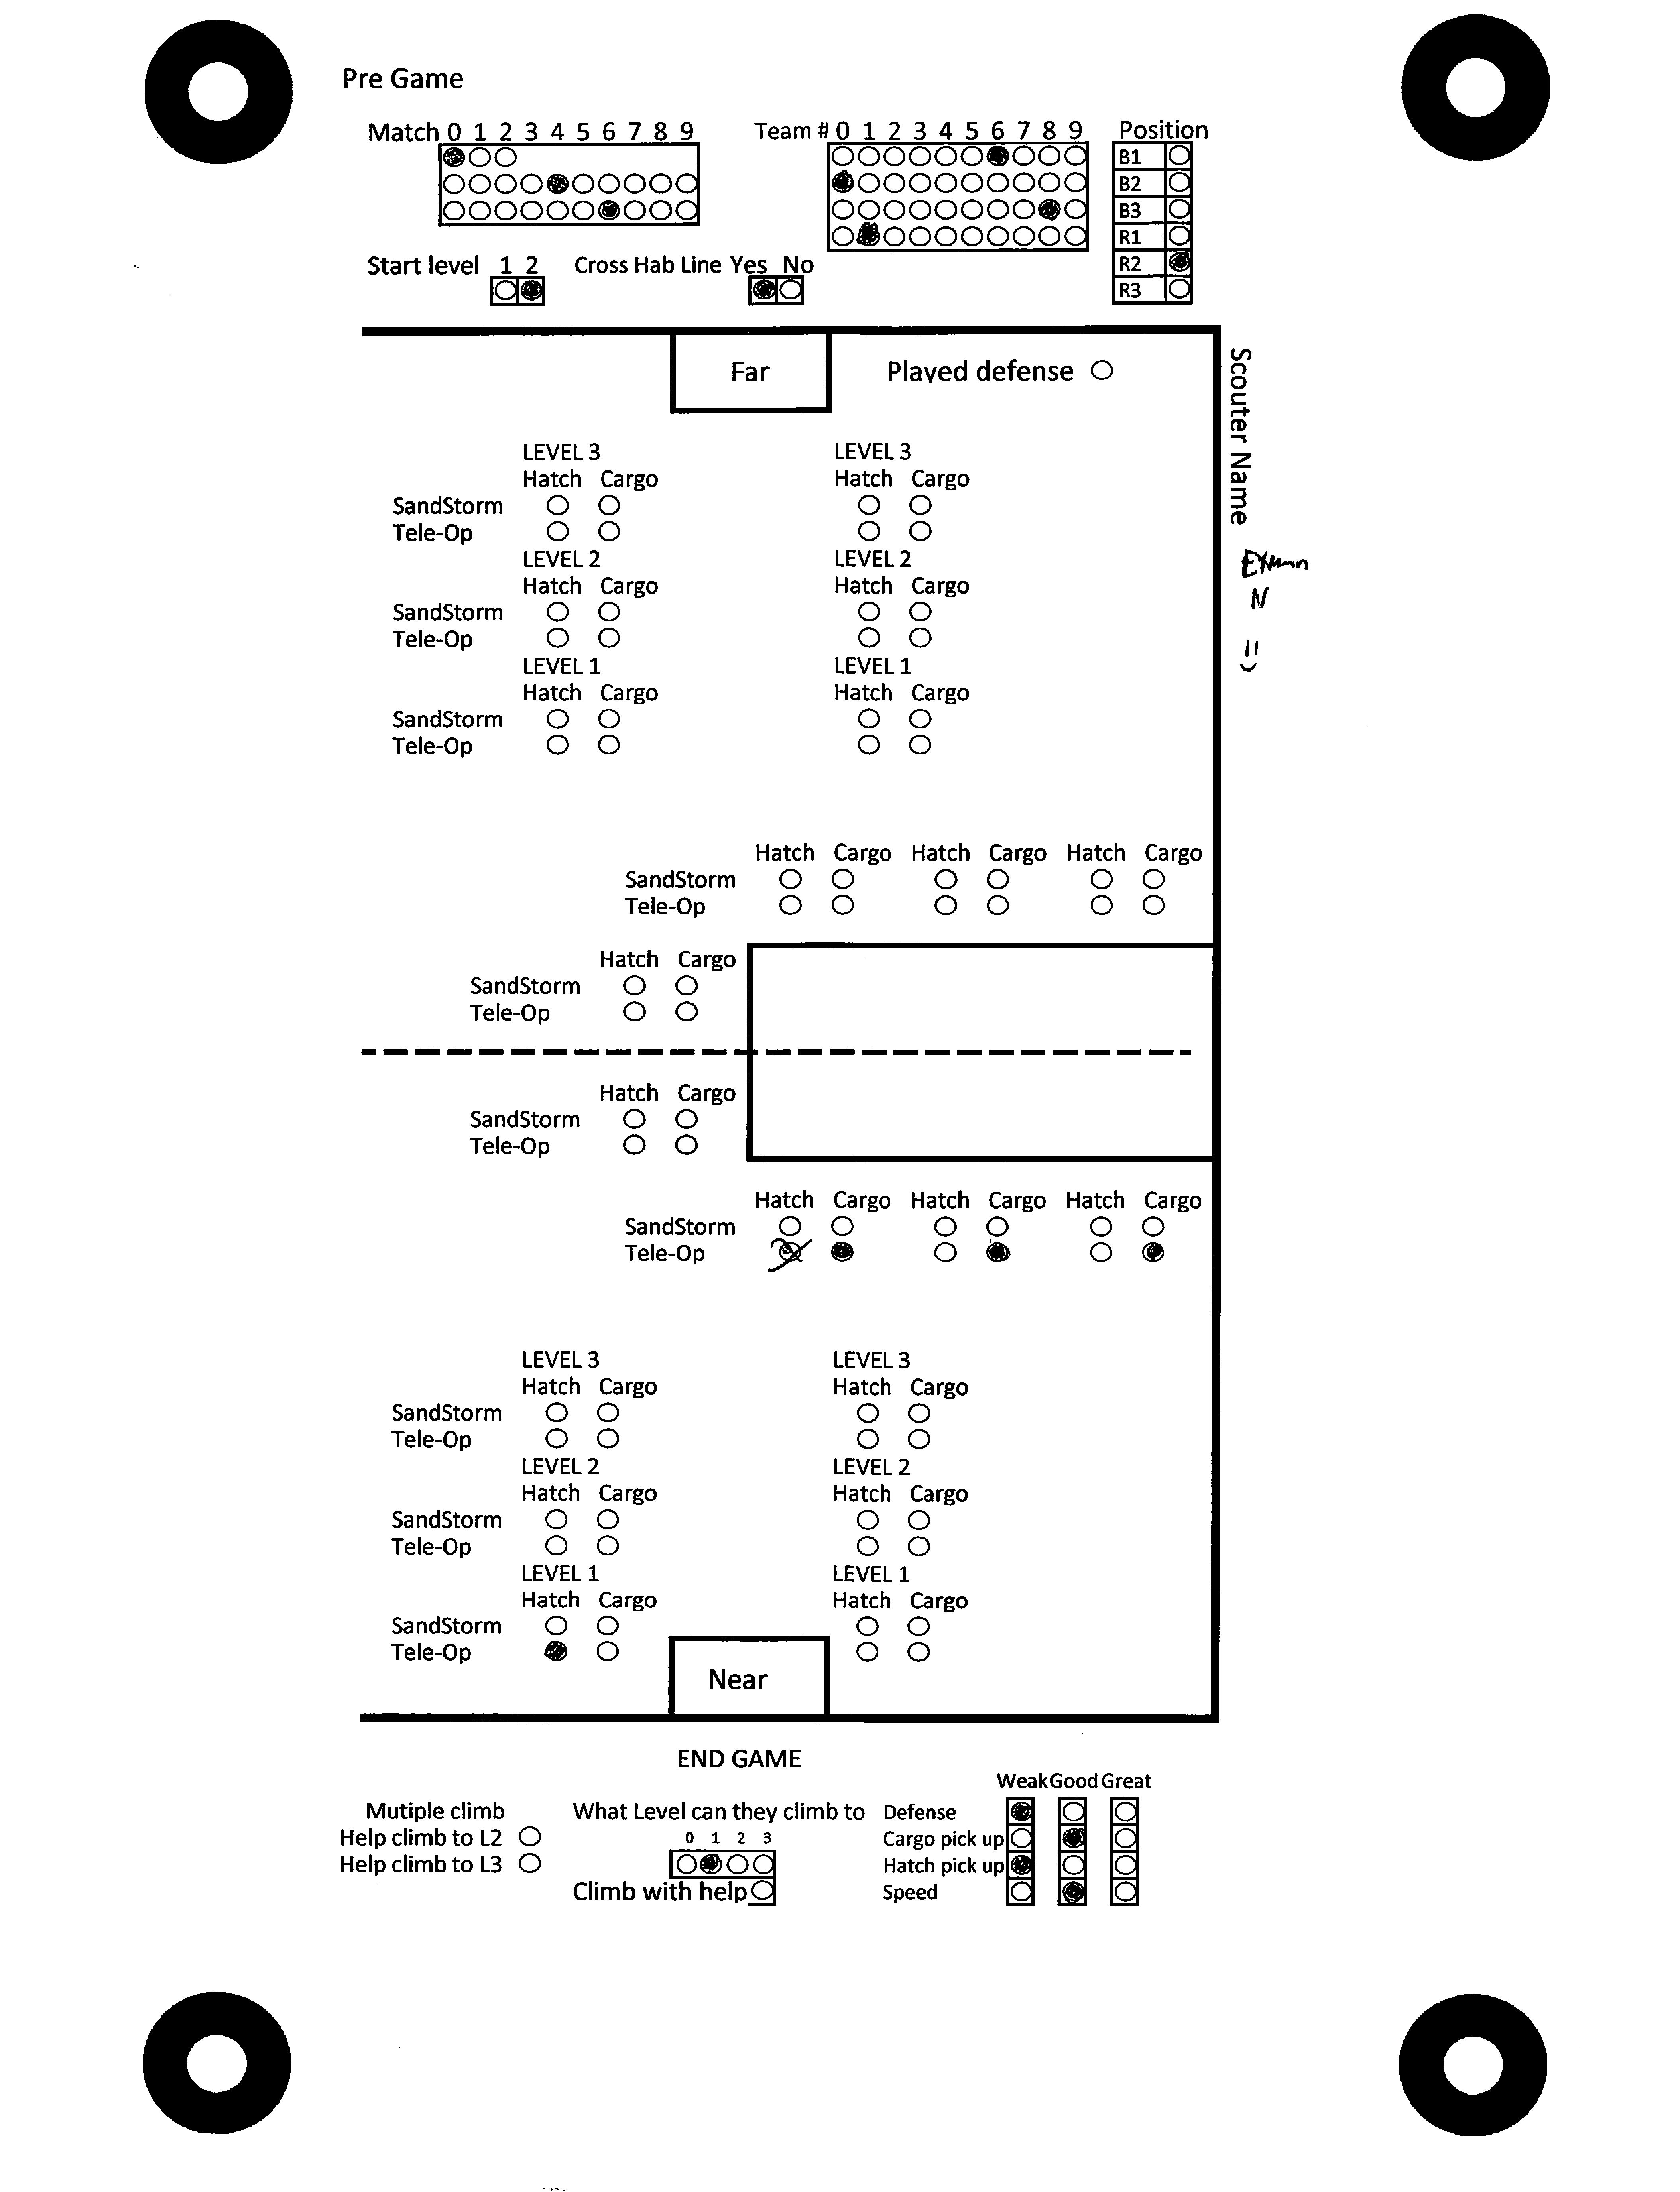 Pre Game
Match 0 1 2 3 4 5 6 7 8 9
Team # 0 1 2 3 4 5 6 7 8 9
Position
B1
B2
B3
R1
R2
R3
Start level 1 2
Cross Hab Line Yes No
Far
Played defense
Scouter Name
N
LEVEL 3 LEVEL 3
Hatch Cargo Hatch Cargo
SandStorm
Tele-Op
LEVEL 2 LEVEL 2
Hatch Cargo Hatch Cargo
SandStorm
Tele-Op
LEVEL 1 LEVEL 1
Hatch Cargo Hatch Cargo
SandStorm
Tele-Op
Hatch Cargo Hatch Cargo Hatch Cargo
SandStorm
Tele-Op
Hatch Cargo
SandStorm
Tele-Op
Hatch Cargo
SandStorm
Tele-Op
Hatch Cargo Hatch Cargo Hatch Cargo
SandStorm
Tele-Op
LEVEL 3 LEVEL 3
Hatch Cargo Hatch Cargo
SandStorm
Tele-Op
LEVEL 2 LEVEL 2
Hatch Cargo Hatch Cargo
SandStorm
Tele-Op
LEVEL 1 LEVEL 1
Hatch Cargo Hatch Cargo
SandStorm
Tele-Op
Near
END GAME
Mutiple climb
Help climb to L2
Help climb to L3
What Level can they climb to
0 1 2 3
Climb with help
Weak Good Great
Defense
Cargo pick up
Hatch pick up
Speed